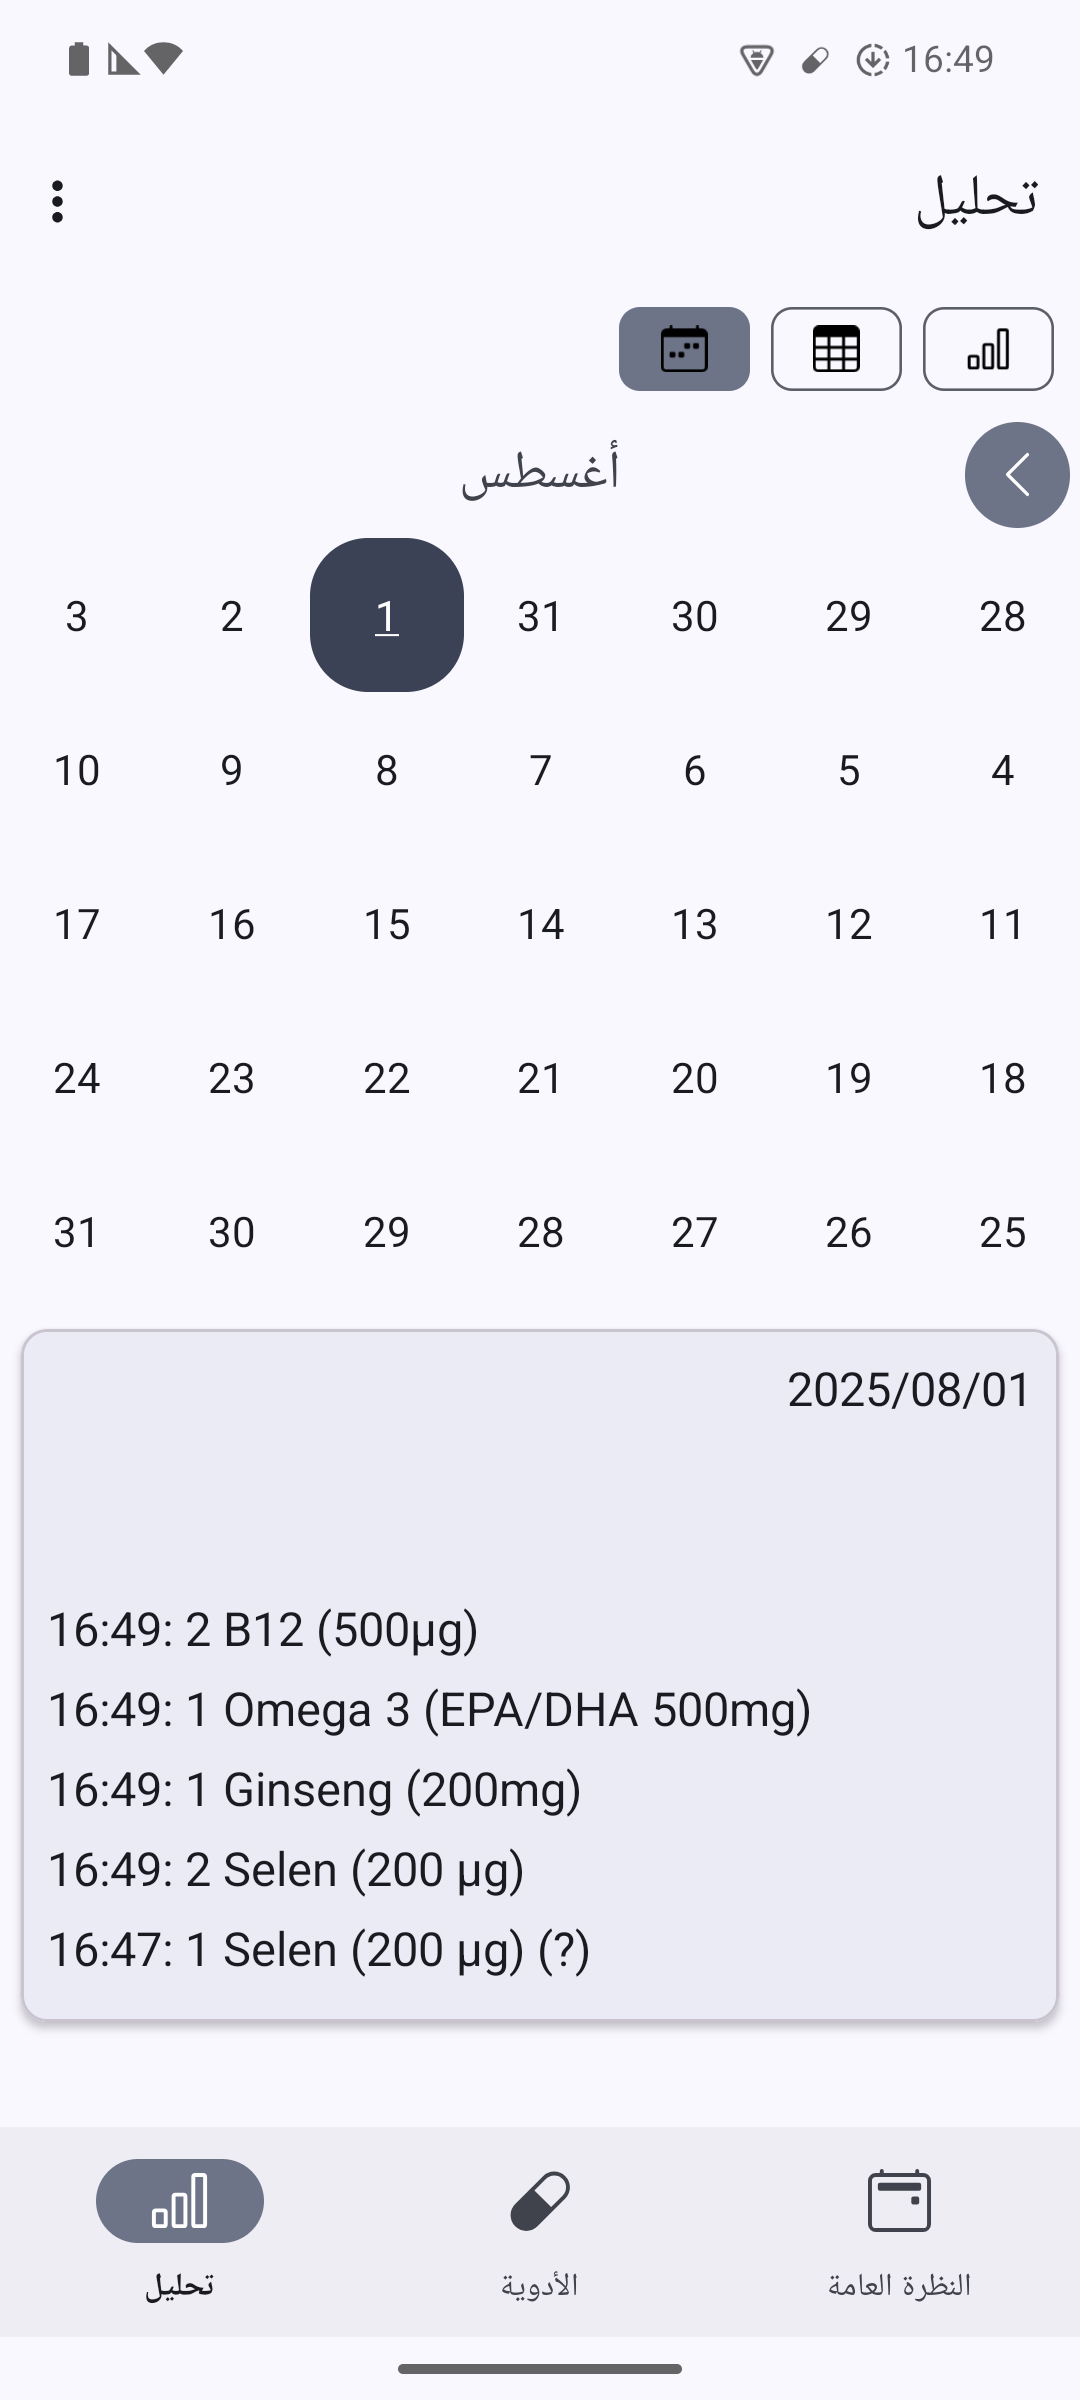 16:49
تحليل
أغسطس
28 29 30 31 1 2 3
4 5 6 7 8 9 10
11 12 13 14 15 16 17
18 19 20 21 22 23 24
25 26 27 28 29 30 31
2025/08/01
16:49: 2 B12 (500µg)
16:49: 1 Omega 3 (EPA/DHA 500mg)
16:49: 1 Ginseng (200mg)
16:49: 2 Selen (200 µg)
16:47: 1 Selen (200 µg) (?)
النظرة العامة
الأدوية
تحليل